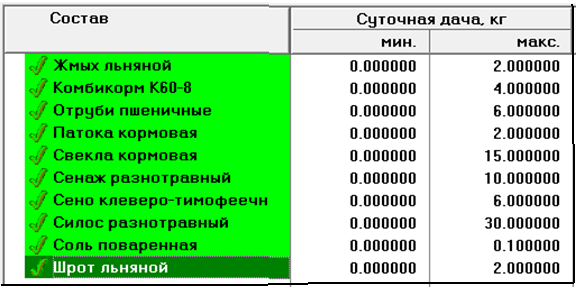 Состав Суточная дача, кг
мин. макс.
Жмых льняной 0.000000 2.000000
Комбикорм К60-8 0.000000 4.000000
Отруби пшеничные 0.000000 6.000000
Патока кормовая 0.000000 2.000000
Свекла кормовая 0.000000 15.000000
Сенаж разнотравный 0.000000 10.000000
Сено клеверо-тимофеечн 0.000000 6.000000
Силос разнотравный 0.000000 30.000000
Соль поваренная 0.000000 0.100000
Шрот льняной 0.000000 2.000000